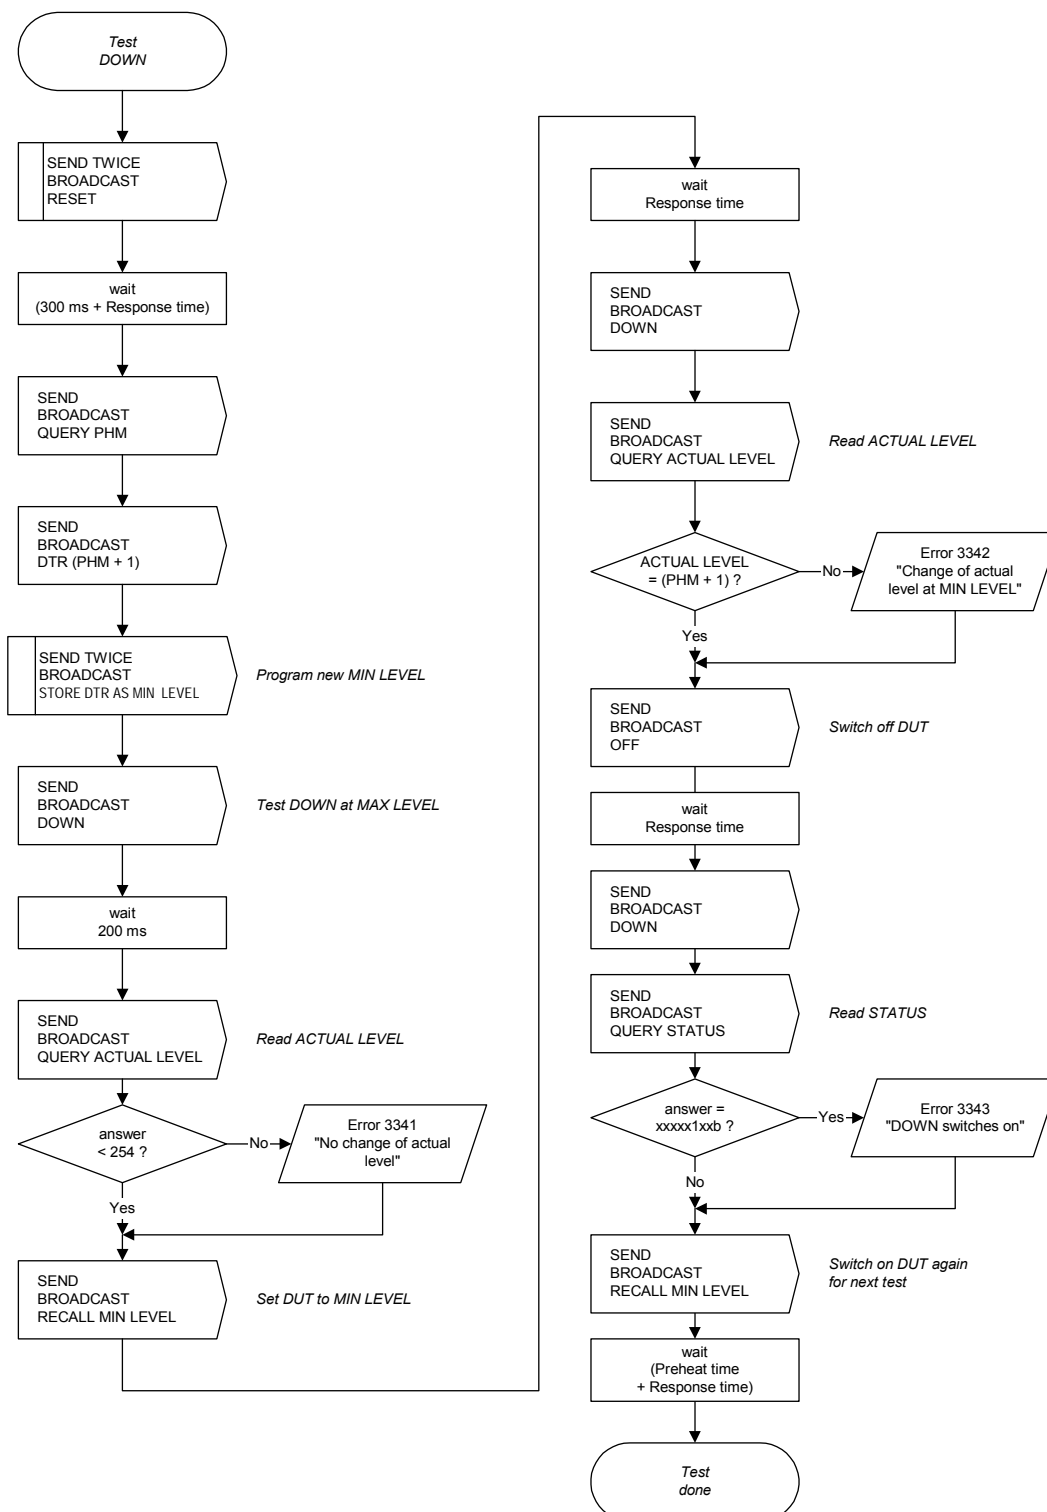 Test
DOWN
SEND TWICE
BROADCAST
RESET
wait
(300 ms + Response time)
SEND
BROADCAST
QUERY PHM
SEND
BROADCAST
DTR (PHM + 1)
SEND TWICE
BROADCAST
STORE DTR AS MIN LEVEL
Program new MIN LEVEL
SEND
BROADCAST
DOWN
Test DOWN at MAX LEVEL
wait
200 ms
SEND
BROADCAST
QUERY ACTUAL LEVEL
Read ACTUAL LEVEL
answer
< 254 ?
No
Error 3341
"No change of actual
level"
Yes
SEND
BROADCAST
RECALL MIN LEVEL
Set DUT to MIN LEVEL
wait
Response time
SEND
BROADCAST
DOWN
SEND
BROADCAST
QUERY ACTUAL LEVEL
Read ACTUAL LEVEL
ACTUAL LEVEL
= (PHM + 1) ?
No
Error 3342
"Change of actual
level at MIN LEVEL"
Yes
SEND
BROADCAST
OFF
Switch off DUT
wait
Response time
SEND
BROADCAST
DOWN
SEND
BROADCAST
QUERY STATUS
Read STATUS
answer =
xxxxx1xxb ?
Yes
Error 3343
"DOWN switches on"
No
SEND
BROADCAST
RECALL MIN LEVEL
Switch on DUT again
for next test
wait
(Preheat time
+ Response time)
Test
done